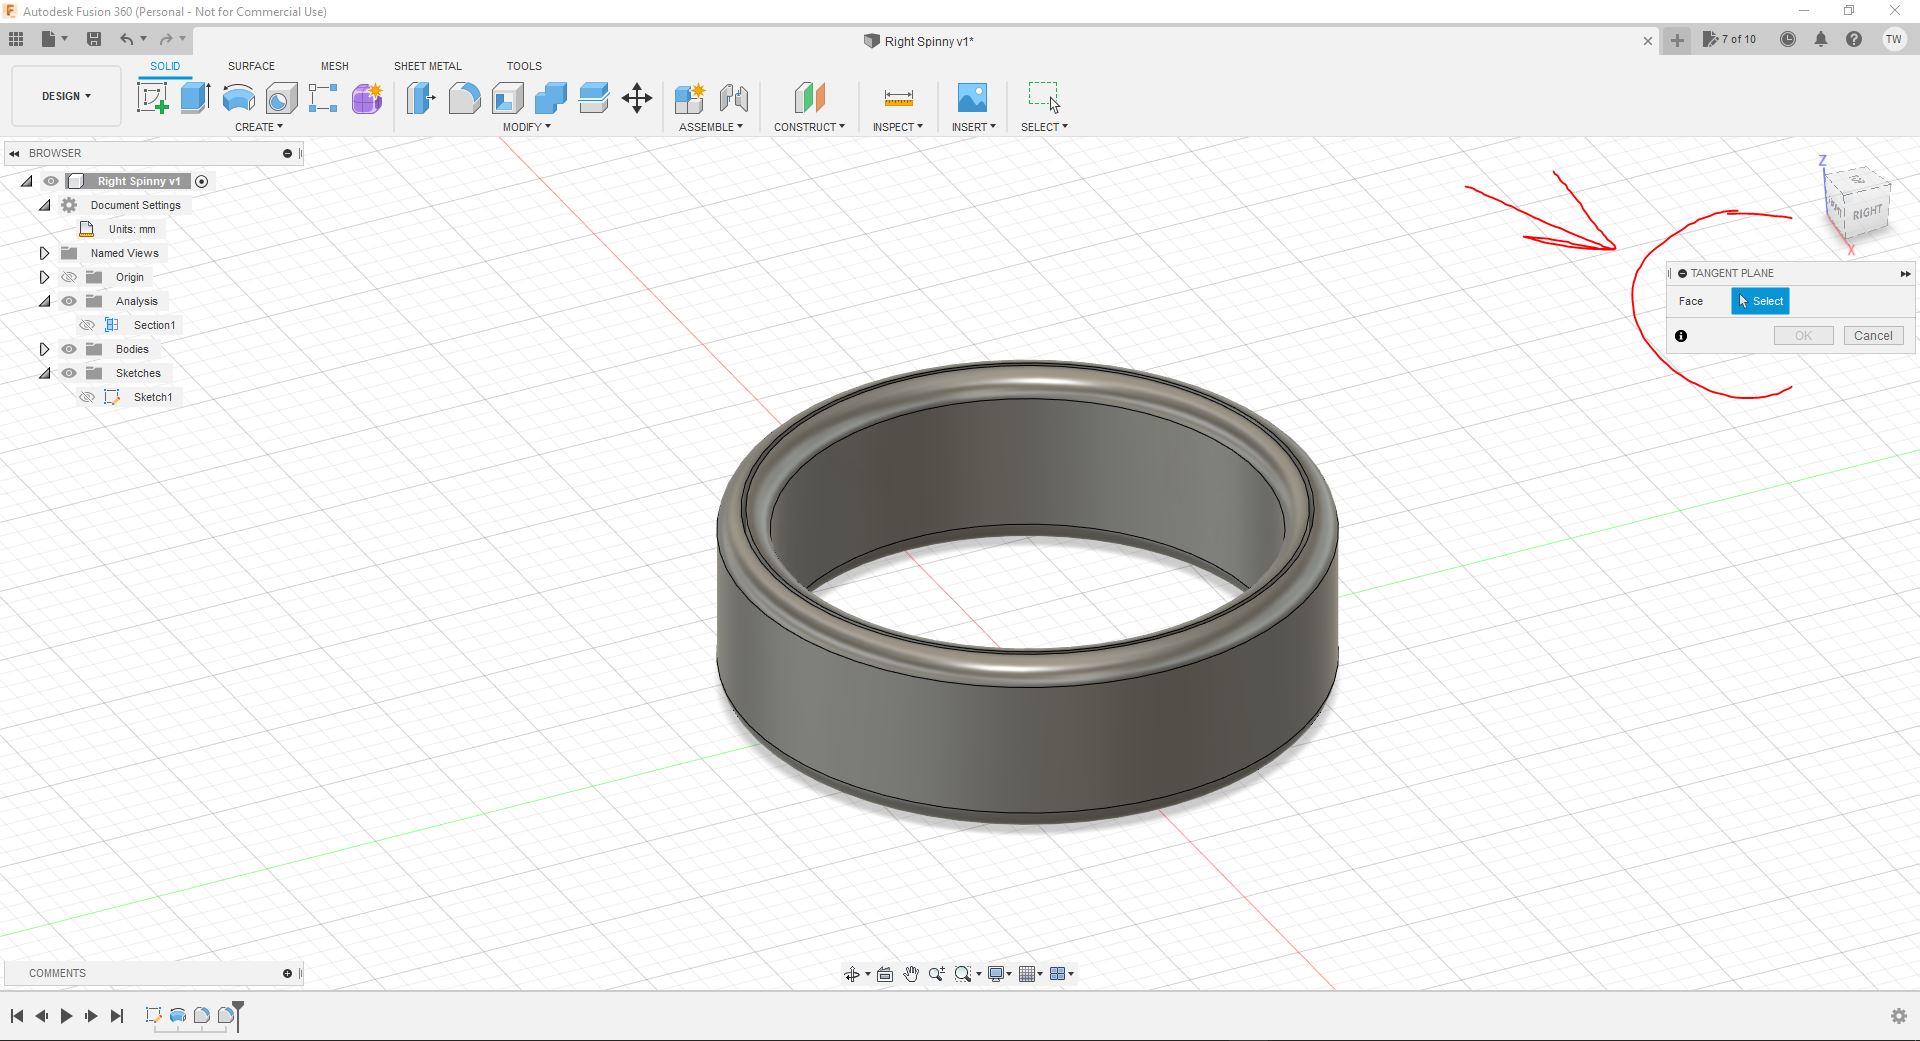 Autodesk Fusion 360 (Personal - Not for Commercial Use)
Right Spinny v1*
7 of 10
TW
DESIGN
SOLID
SURFACE
MESH
SHEET METAL
TOOLS
CREATE
MODIFY
ASSEMBLE
CONSTRUCT
INSPECT
INSERT
SELECT
BROWSER
Right Spinny v1
Document Settings
Units: mm
Named Views
Origin
Analysis
Section1
Bodies
Sketches
Sketch1
Z
RIGHT
X
TANGENT PLANE
Face
Select
OK
Cancel
COMMENTS